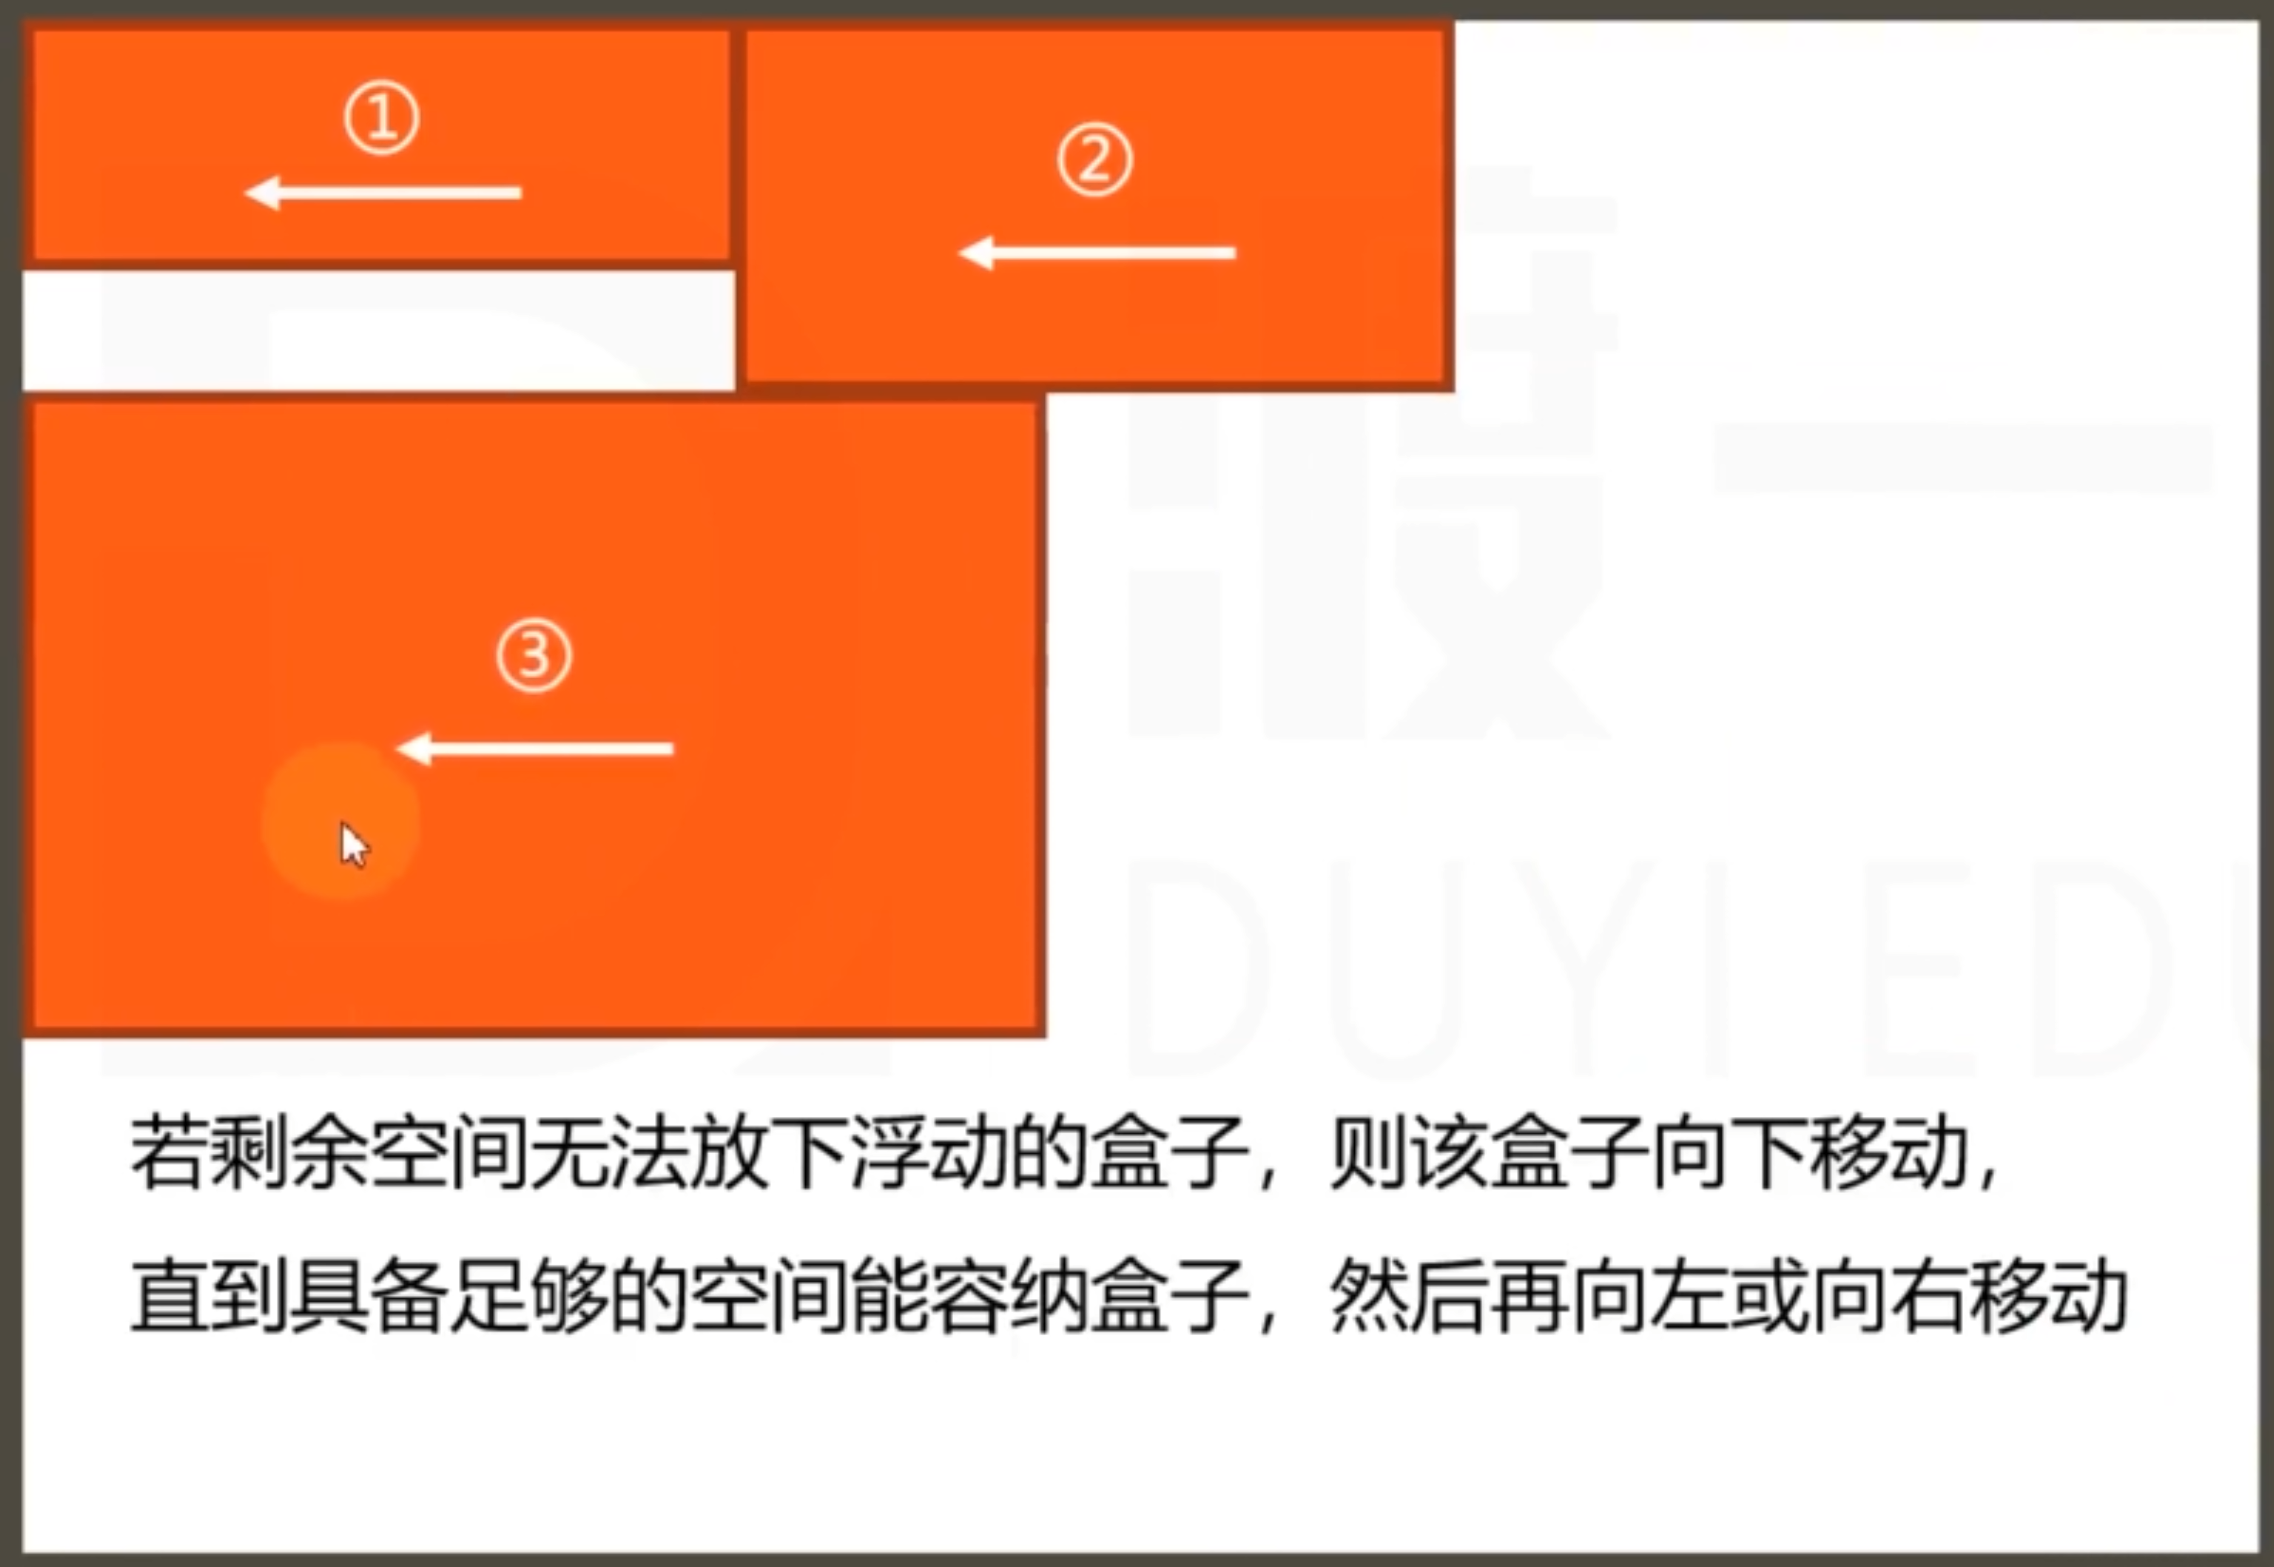 ①
②
③
渡一
DUYI EDU
若剩余空间无法放下浮动的盒子，则该盒子向下移动，
直到具备足够的空间能容纳盒子，然后再向左或向右移动